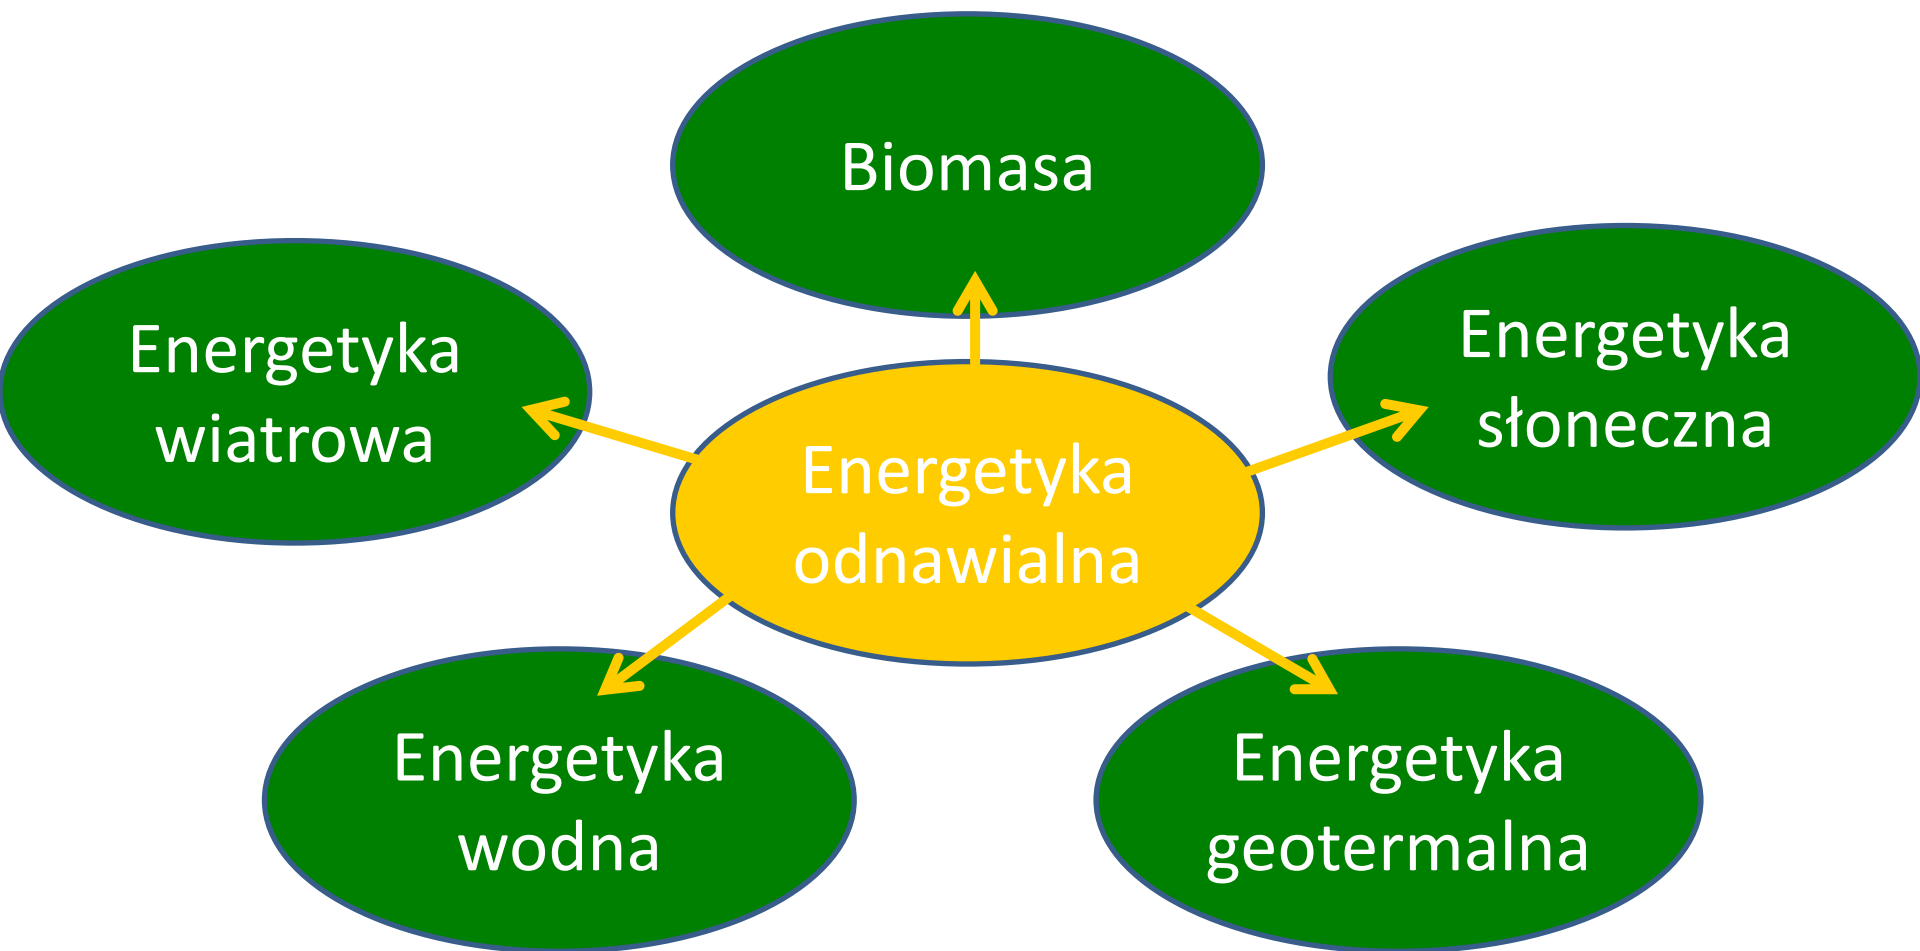 Biomasa
Energetyka
wiatrowa
Energetyka
słoneczna
Energetyka
odnawialna
Energetyka
wodna
Energetyka
geotermalna